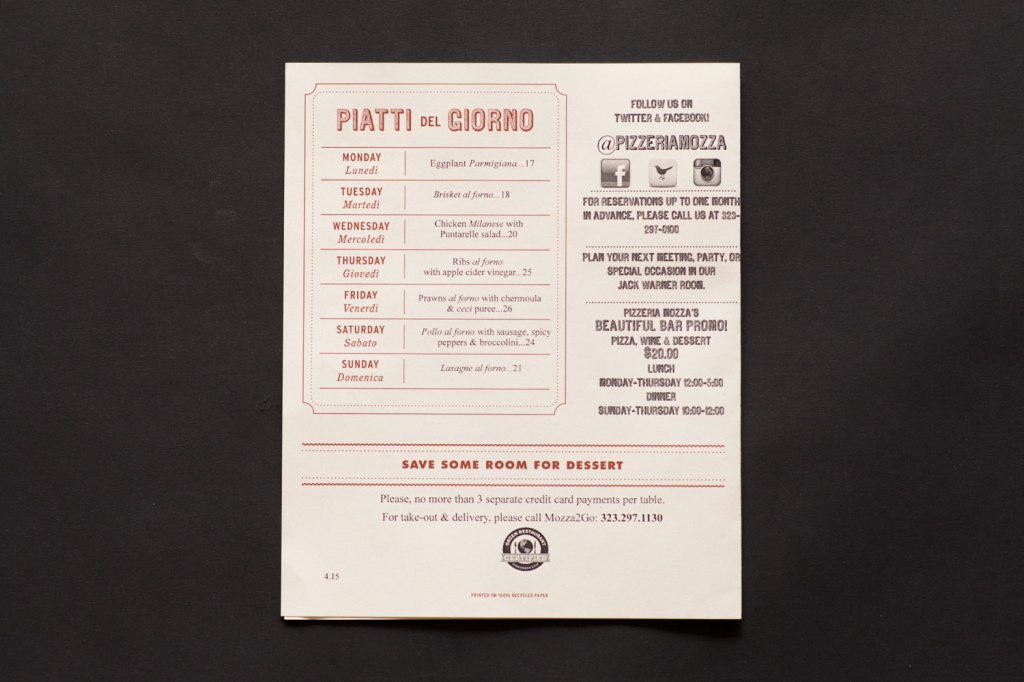 PIATTI DEL GIORNO
MONDAY
Lunedì
Eggplant Parmigiana...17
TUESDAY
Martedì
Brisket al forno...18
WEDNESDAY
Mercoledì
Chicken Milanese with
Puntarelle salad...20
THURSDAY
Giovedì
Ribs al forno
with apple cider vinegar...25
FRIDAY
Venerdì
Prawns al forno with chermoula
& ceci puree...26
SATURDAY
Sabato
Pollo al forno with sausage, spicy
peppers & broccolini...24
SUNDAY
Domenica
Lasagne al forno...21
FOLLOW US ON
TWITTER & FACEBOOK!
@PIZZERIAMOZZA
FOR RESERVATIONS UP TO ONE MONTH
IN ADVANCE, PLEASE CALL US AT 323-
297-0100
PLAN YOUR NEXT MEETING, PARTY, OR
SPECIAL OCCASION IN OUR
JACK WARNER ROOM.
PIZZERIA MOZZA'S
BEAUTIFUL BAR PROMO!
PIZZA, WINE & DESSERT
$20.00
LUNCH
MONDAY-THURSDAY 12:00-5:00
DINNER
SUNDAY-THURSDAY 10:00-12:00
SAVE SOME ROOM FOR DESSERT
Please, no more than 3 separate credit card payments per table.
For take-out & delivery, please call Mozza2Go: 323.297.1130
GREEN RESTAURANT
CERTIFIED
4.15
PRINTED ON 100% RECYCLED PAPER